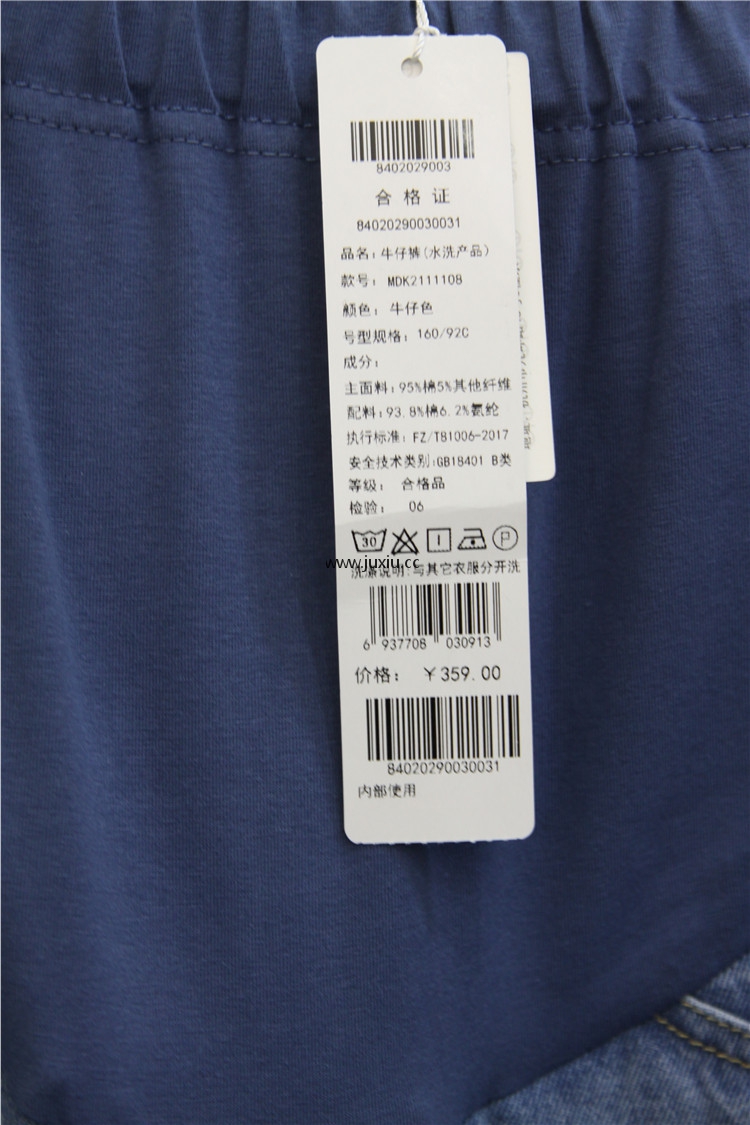 8402029003
合格证
84020290030031
品名:牛仔裤(水洗产品)
款号: MDK2111108
颜色: 牛仔色
号型规格: 160/92C
成分:
主面料:95%棉5%其他纤维
配料:93.8%棉6.2%氨纶
执行标准: FZ/T81006-2017
安全技术类别:GB18401 B类
等级: 合格品
检验: 06
30 P
www.juxiu.cc
洗涤说明:与其它衣服分开洗
6 937708 030913
价格: ¥359.00
84020290030031
内部使用